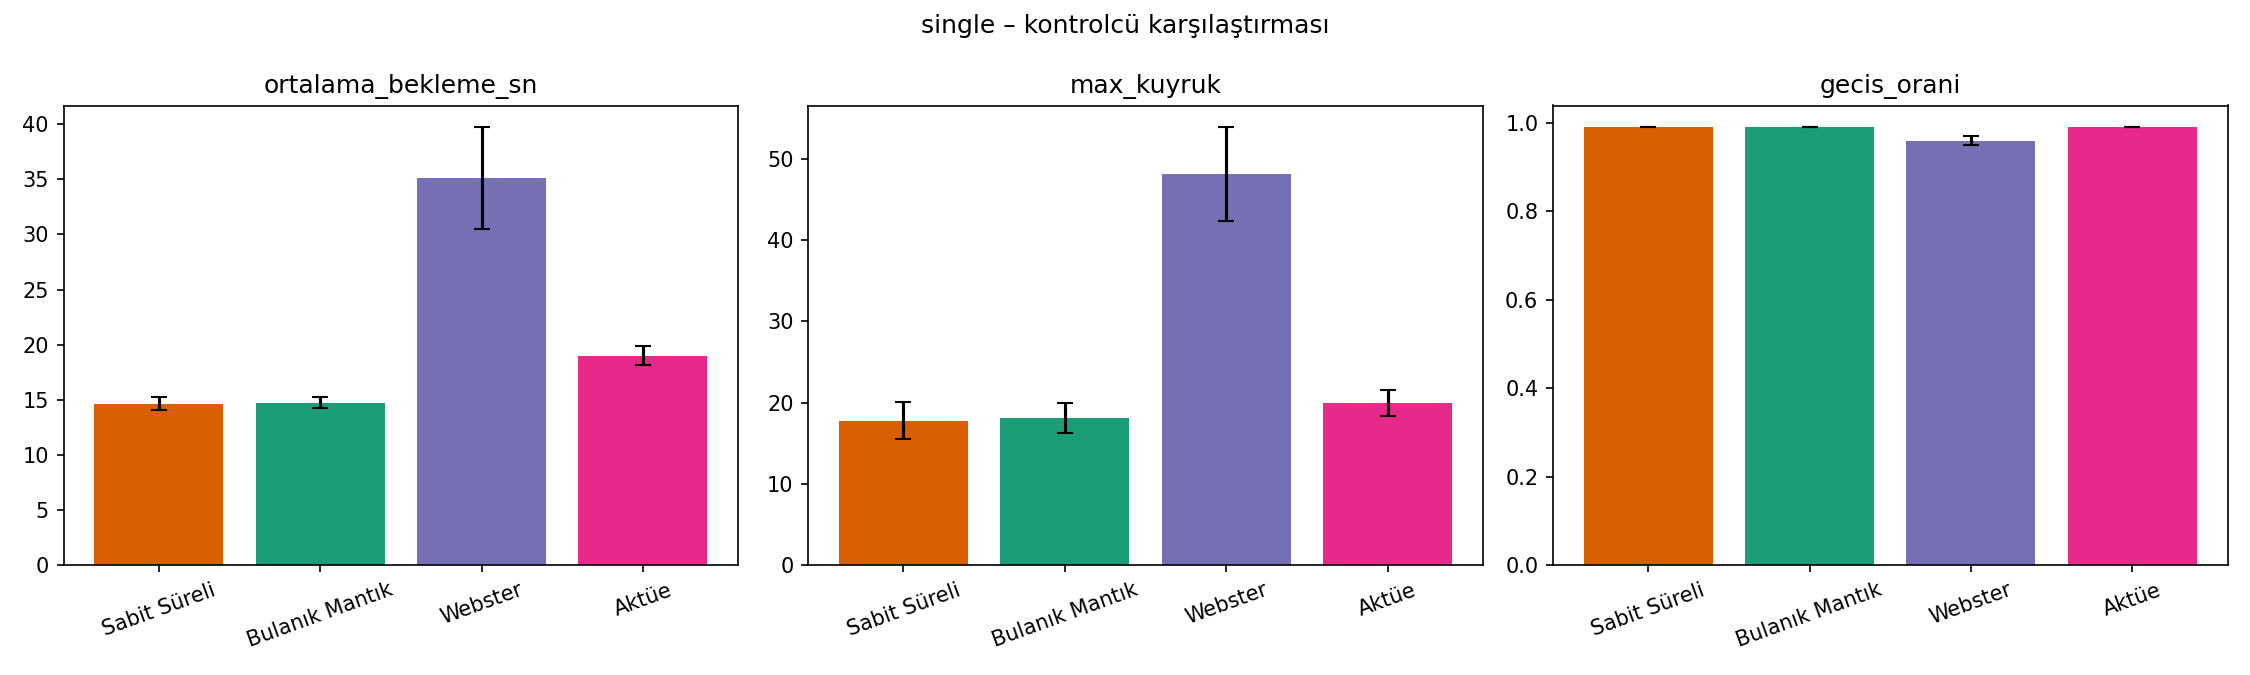 single – kontrolcü karşılaştırması
ortalama_bekleme_sn
40
35
30
25
20
15
10
5
0
Sabit Süreli
Bulanık Mantık
Webster
Aktüe
max_kuyruk
50
40
30
20
10
0
Sabit Süreli
Bulanık Mantık
Webster
Aktüe
gecis_orani
1.0
0.8
0.6
0.4
0.2
0.0
Sabit Süreli
Bulanık Mantık
Webster
Aktüe